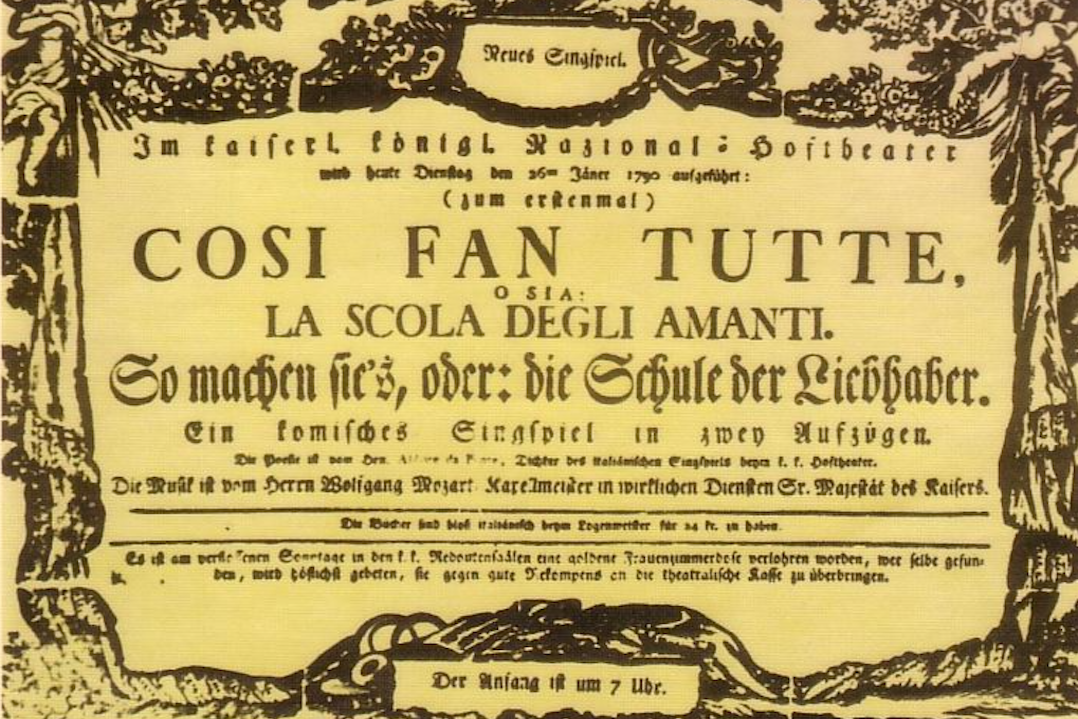 Neues Singspiel.
Im kaiserl. königl. Nazional = Hoftheater
wird heute Dienstag den 26ten Jäner 1790 aufgeführt:
(zum erstenmal)
COSI FAN TUTTE,
O SIA:
LA SCOLA DEGLI AMANTI.
So machen sie's, oder: die Schule der Liebhaber.
Ein komisches Singspiel in zwey Aufzügen.
Die Poesie ist vom Hrn. da Dichter des italiänischen Singspiels beym k. k. Hoftheater.
Die Musik ist vom Herrn Wolfgang Mozart Kapellmeister in wirklichen Diensten Sr. Majestät des Kaisers.
Die Bücher sind bloß italiänisch beym Logenmeister für 24 kr. zu haben.
Es ist am verflossenen Sonntage in den k. k. Redoutensäälen eine goldene Frauenzimmerdose verlohren worden, wer selbe gefun-
den, wird höflichst gebeten, sie gegen gute Rekompens an die theatralische Kasse zu überbringen.
Der Anfang ist um 7 Uhr.